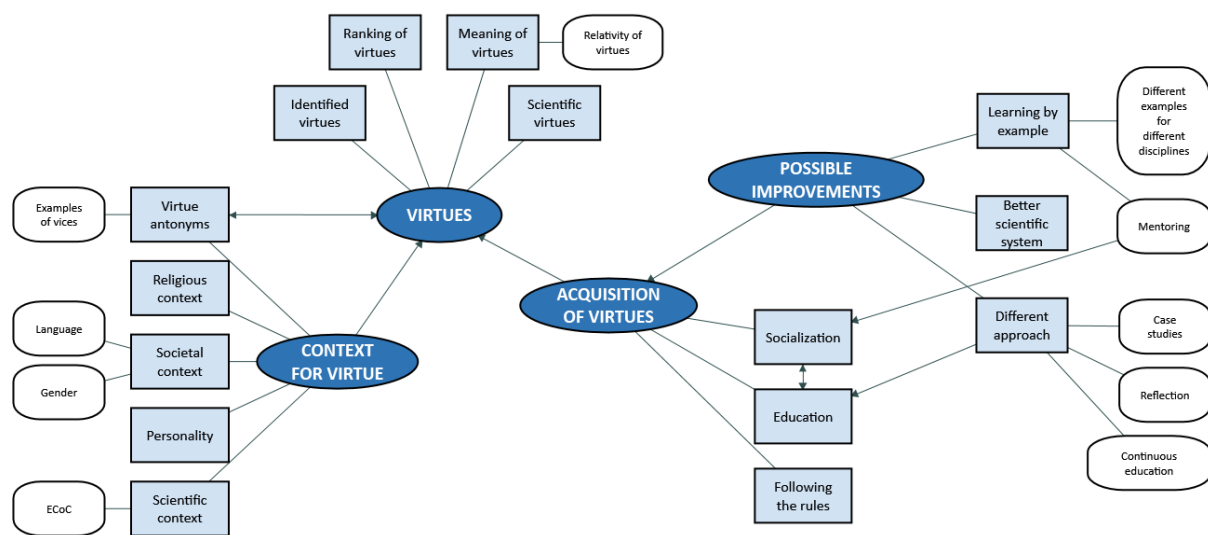 Ranking of
virtues
Meaning of
virtues
Relativity of
virtues
Identified
virtues
Scientific
virtues
Learning by
example
Different
examples
for
different
disciplines
POSSIBLE
IMPROVEMENTS
Examples
of vices
Virtue
antonyms
VIRTUES
Better
scientific
system
Mentoring
Religious
context
ACQUISITION
OF VIRTUES
Language
Societal
context
CONTEXT
FOR VIRTUE
Socialization
Different
approach
Case
studies
Gender
Reflection
Personality
Education
Continuous
education
ECoC
Scientific
context
Following
the rules